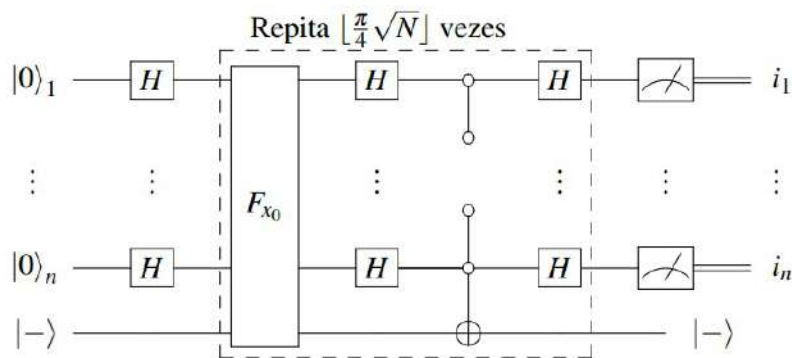 Repita ⌊π/4 √N⌋ vezes
|0⟩₁ H H H i₁
⋮ ⋮ ⋮ ⋮ ⋮ ⋮
F_{x₀}
|0⟩ₙ H H H iₙ
|−⟩ |−⟩